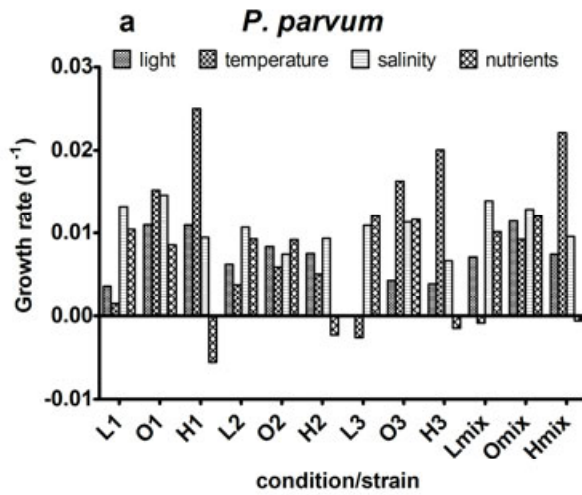 a P. parvum
light temperature salinity nutrients
0.03
0.02
0.01
0.00
-0.01
Growth rate (d -1)
L1 O1 H1 L2 O2 H2 L3 O3 H3 Lmix Omix Hmix
condition/strain